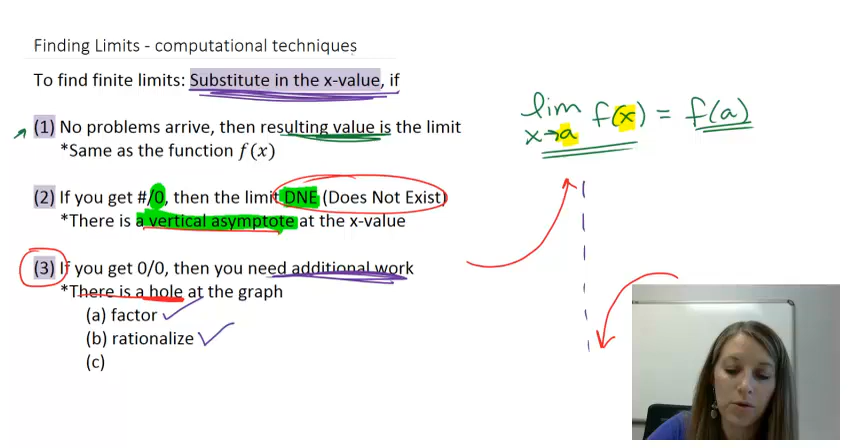 Finding Limits - computational techniques
To find finite limits: Substitute in the x-value, if
(1) No problems arrive, then resulting value is the limit
*Same as the function f(x)
(2) If you get #/0, then the limit DNE (Does Not Exist)
*There is a vertical asymptote at the x-value
(3) If you get 0/0, then you need additional work
*There is a hole at the graph
(a) factor
(b) rationalize
(c)
lim f(x) = f(a)
x→a